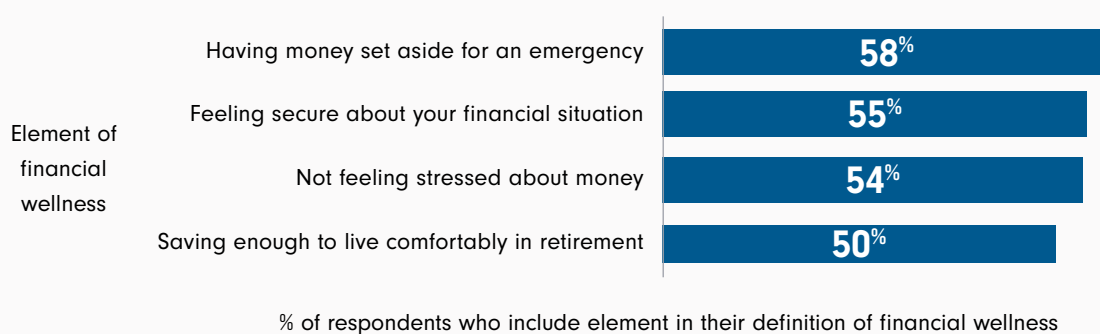 Having money set aside for an emergency 58%
Feeling secure about your financial situation 55%
Element of
financial
wellness
Not feeling stressed about money 54%
Saving enough to live comfortably in retirement 50%
% of respondents who include element in their definition of financial wellness